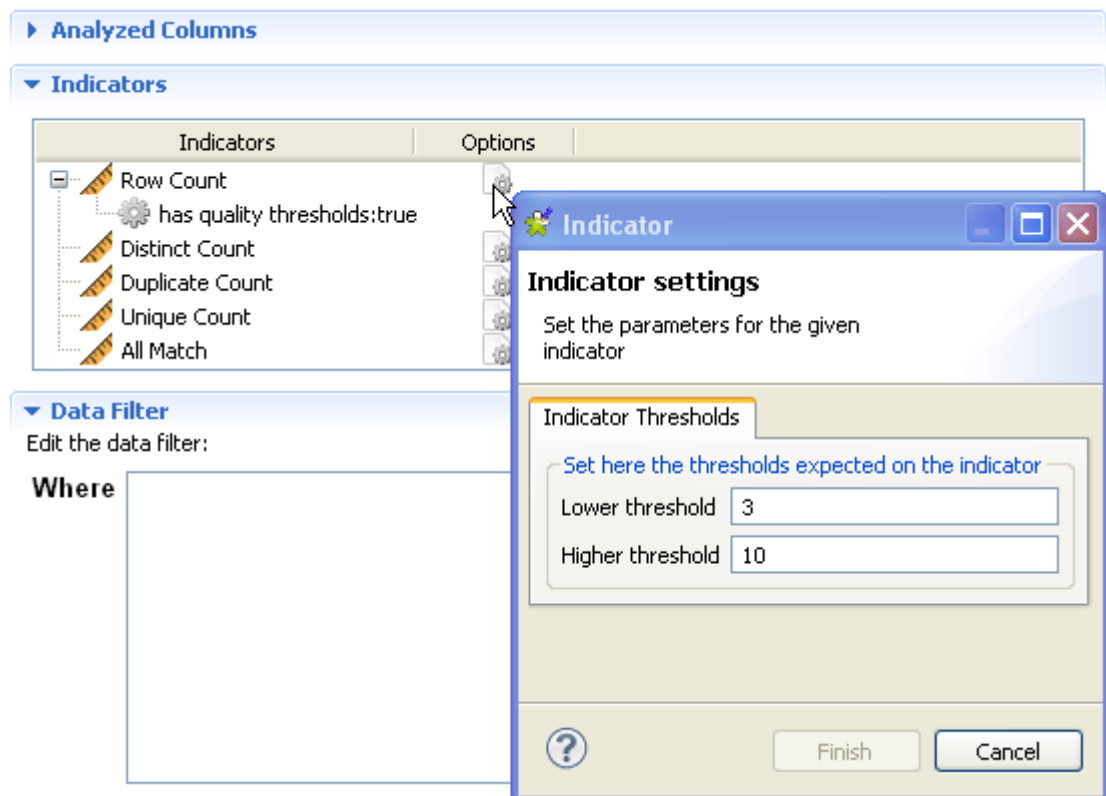 Analyzed Columns
Indicators
Indicators Options
Row Count
has quality thresholds:true
Distinct Count
Duplicate Count
Unique Count
All Match
Data Filter
Edit the data filter:
Where
Indicator
Indicator settings
Set the parameters for the given
indicator
Indicator Thresholds
Set here the thresholds expected on the indicator
Lower threshold 3
Higher threshold 10
? Finish Cancel